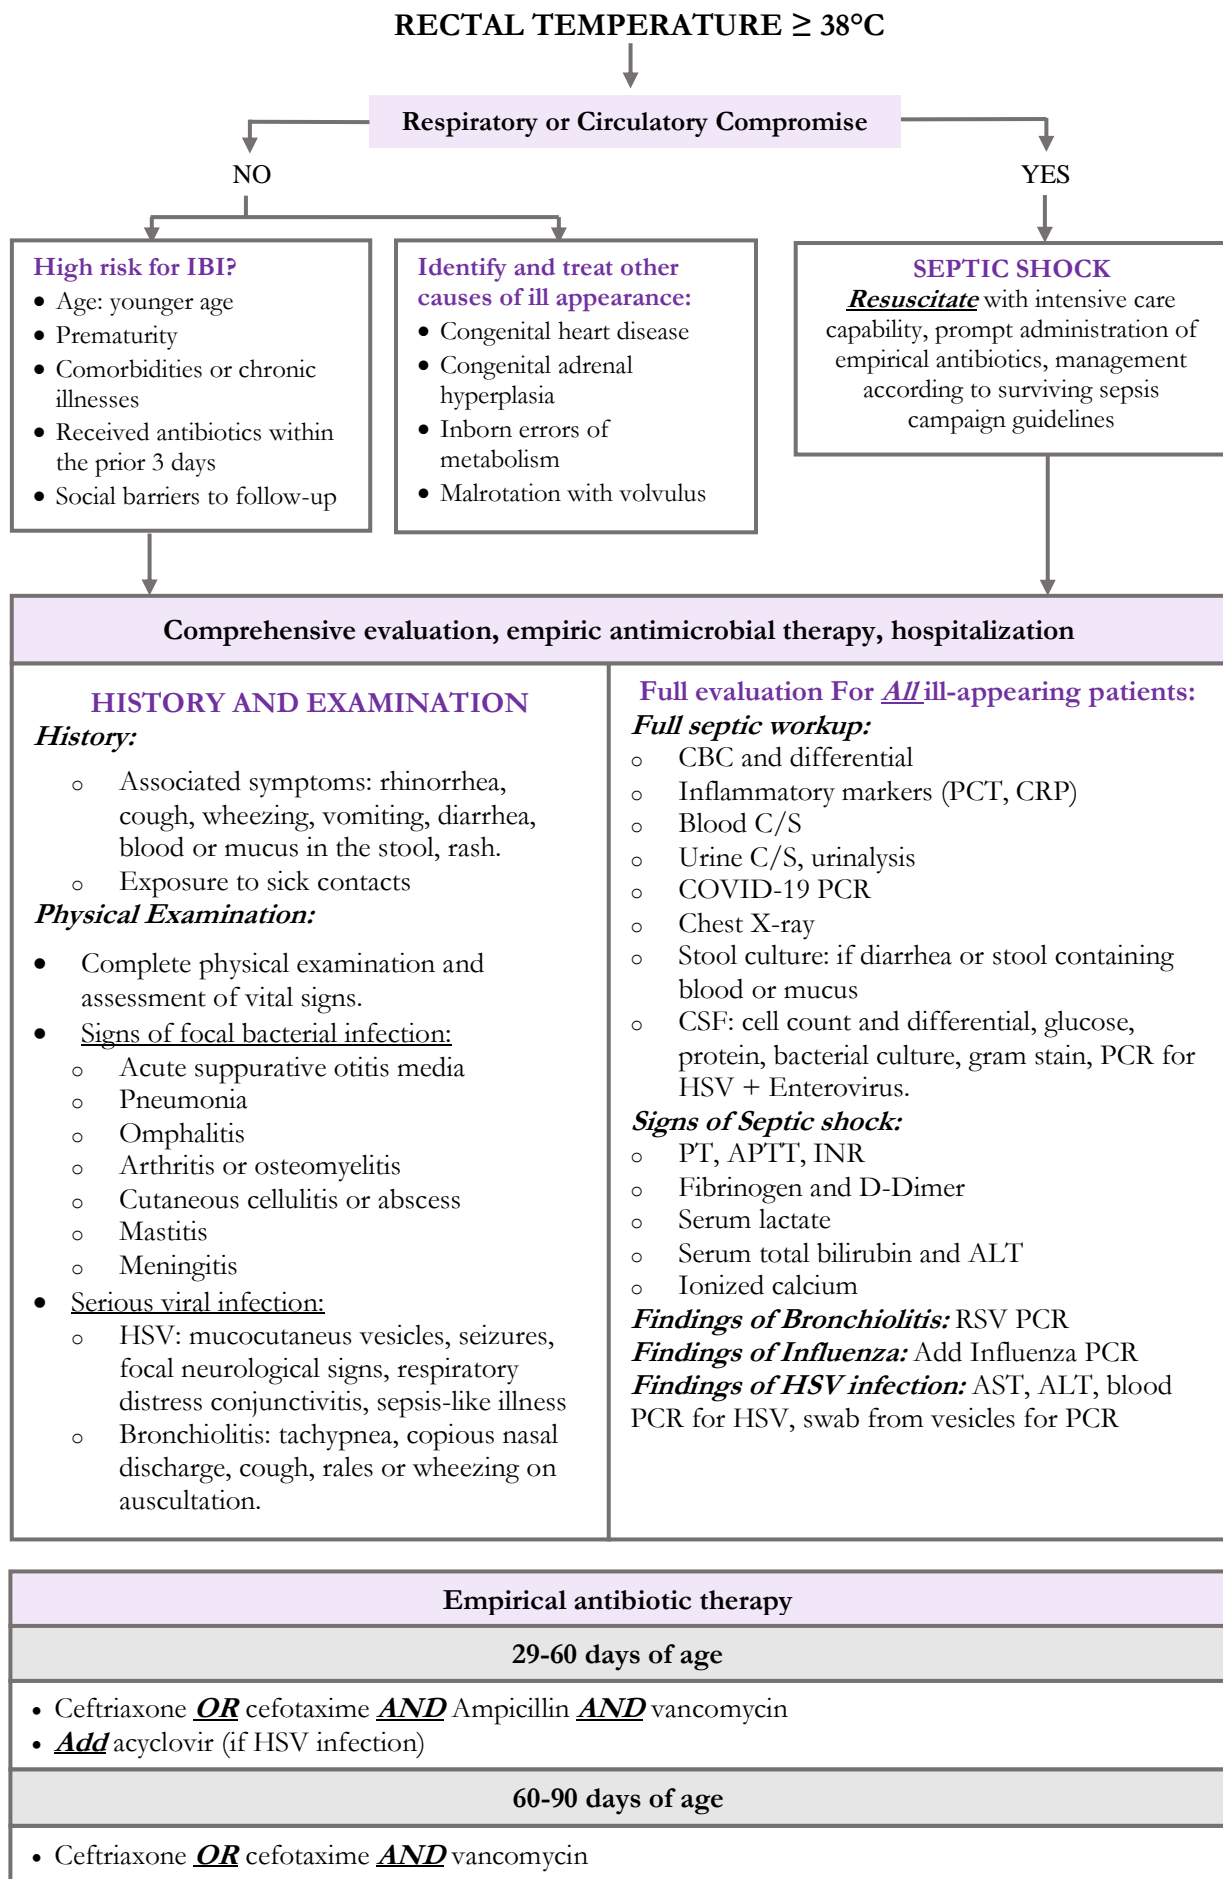 RECTAL TEMPERATURE ≥ 38°C
Respiratory or Circulatory Compromise
NO
YES
High risk for IBI?
• Age: younger age
• Prematurity
• Comorbidities or chronic
illnesses
• Received antibiotics within
the prior 3 days
• Social barriers to follow-up
Identify and treat other
causes of ill appearance:
• Congenital heart disease
• Congenital adrenal
hyperplasia
• Inborn errors of
metabolism
• Malrotation with volvulus
SEPTIC SHOCK
Resuscitate with intensive care
capability, prompt administration of
empirical antibiotics, management
according to surviving sepsis
campaign guidelines
Comprehensive evaluation, empiric antimicrobial therapy, hospitalization
HISTORY AND EXAMINATION
History:
o Associated symptoms: rhinorrhea,
cough, wheezing, vomiting, diarrhea,
blood or mucus in the stool, rash.
o Exposure to sick contacts
Physical Examination:
• Complete physical examination and
assessment of vital signs.
• Signs of focal bacterial infection:
o Acute suppurative otitis media
o Pneumonia
o Omphalitis
o Arthritis or osteomyelitis
o Cutaneous cellulitis or abscess
o Mastitis
o Meningitis
• Serious viral infection:
o HSV: mucocutaneus vesicles, seizures,
focal neurological signs, respiratory
distress conjunctivitis, sepsis-like illness
o Bronchiolitis: tachypnea, copious nasal
discharge, cough, rales or wheezing on
auscultation.
Full evaluation For All ill-appearing patients:
Full septic workup:
o CBC and differential
o Inflammatory markers (PCT, CRP)
o Blood C/S
o Urine C/S, urinalysis
o COVID-19 PCR
o Chest X-ray
o Stool culture: if diarrhea or stool containing
blood or mucus
o CSF: cell count and differential, glucose,
protein, bacterial culture, gram stain, PCR for
HSV + Enterovirus.
Signs of Septic shock:
o PT, APTT, INR
o Fibrinogen and D-Dimer
o Serum lactate
o Serum total bilirubin and ALT
o Ionized calcium
Findings of Bronchiolitis: RSV PCR
Findings of Influenza: Add Influenza PCR
Findings of HSV infection: AST, ALT, blood
PCR for HSV, swab from vesicles for PCR
Empirical antibiotic therapy
29-60 days of age
• Ceftriaxone OR cefotaxime AND Ampicillin AND vancomycin
• Add acyclovir (if HSV infection)
60-90 days of age
• Ceftriaxone OR cefotaxime AND vancomycin